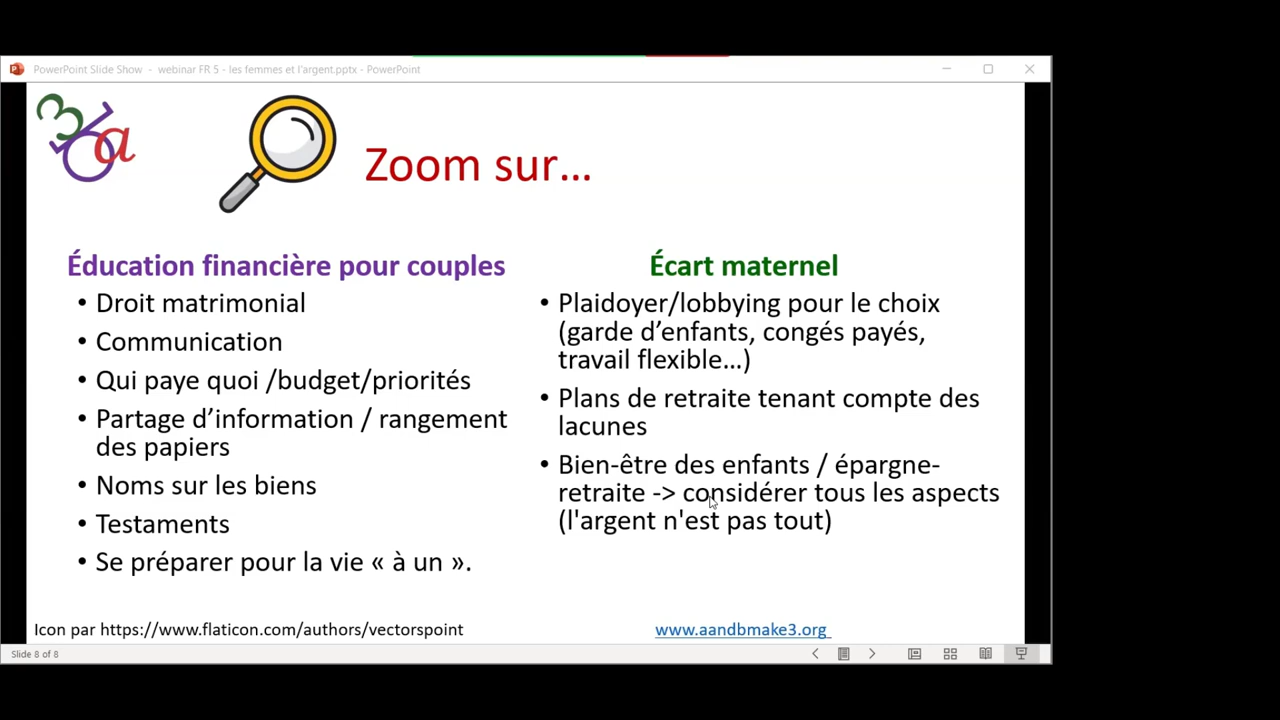 PowerPoint Slide Show - webinar FR 5 - les femmes et l'argent.pptx - PowerPoint
36a
Zoom sur...
Éducation financière pour couples
• Droit matrimonial
• Communication
• Qui paye quoi /budget/priorités
• Partage d’information / rangement
des papiers
• Noms sur les biens
• Testaments
• Se préparer pour la vie « à un ».
Écart maternel
• Plaidoyer/lobbying pour le choix
(garde d’enfants, congés payés,
travail flexible…)
• Plans de retraite tenant compte des
lacunes
• Bien-être des enfants / épargne-
retraite -> considérer tous les aspects
(l'argent n'est pas tout)
Icon par https://www.flaticon.com/authors/vectorspoint
www.aandbmake3.org
Slide 8 of 8